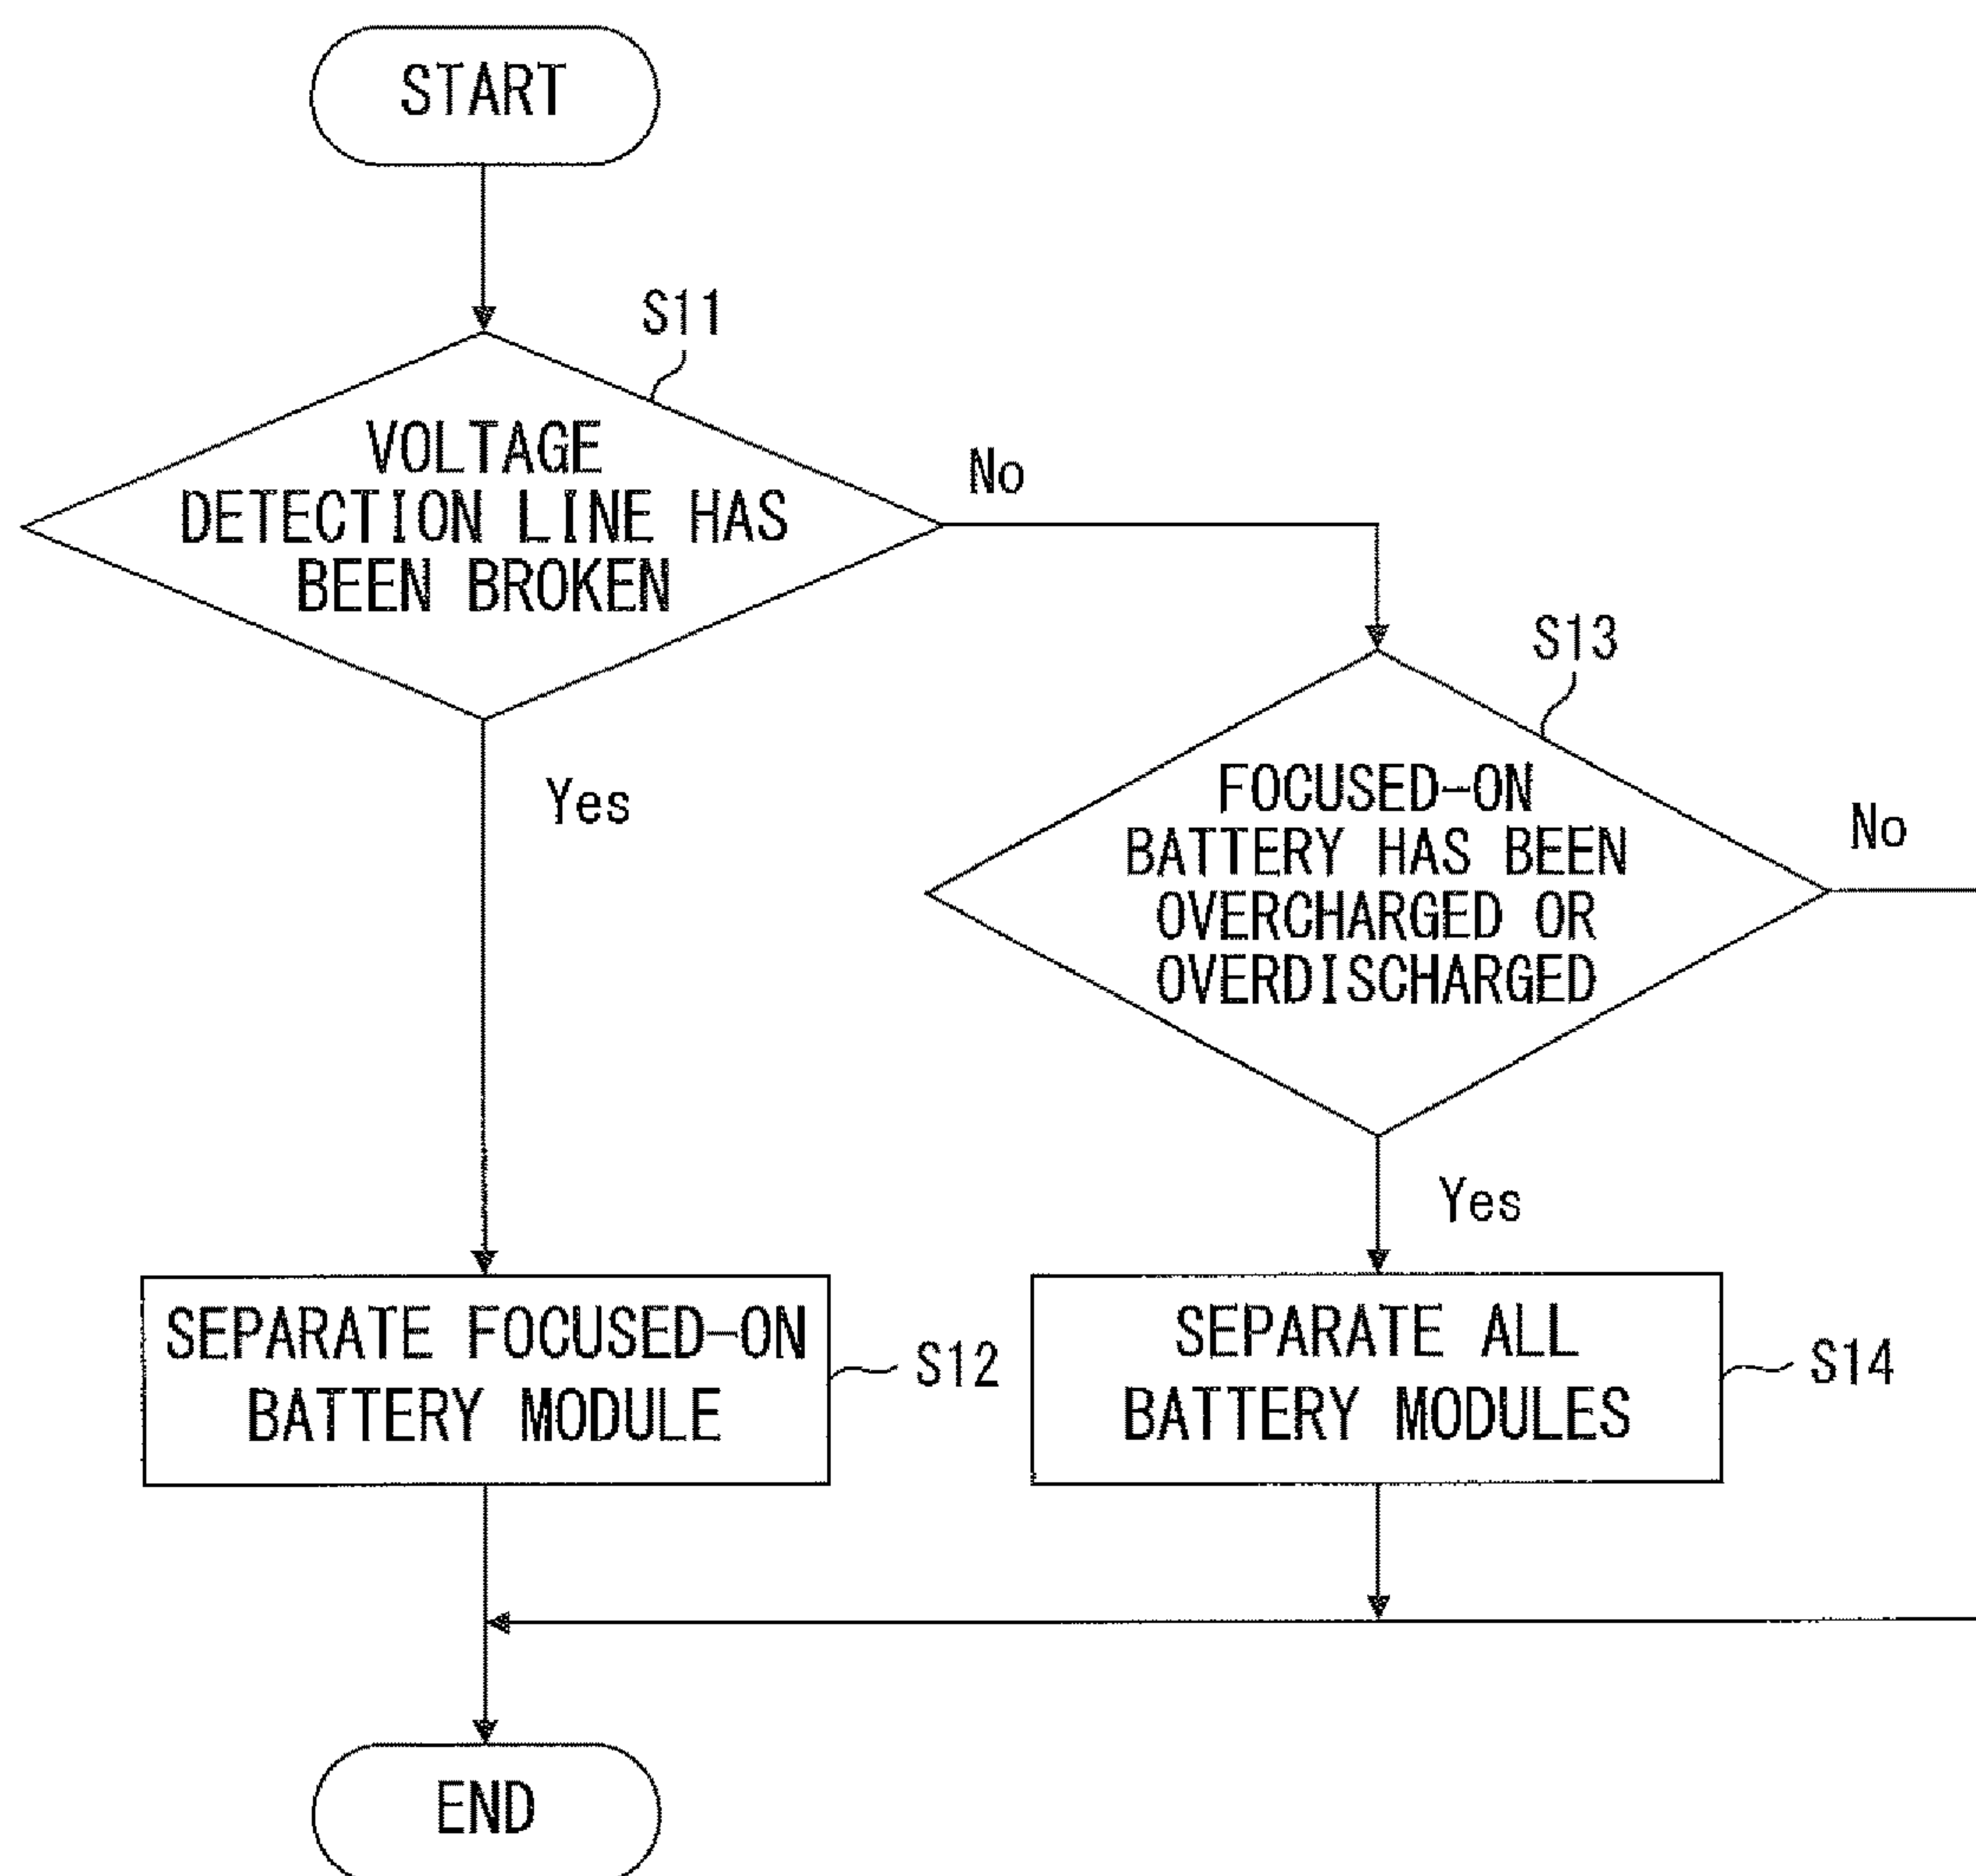 START
S11
VOLTAGE
DETECTION LINE HAS
BEEN BROKEN
No
Yes
S13
FOCUSED-ON
BATTERY HAS BEEN
OVERCHARGED OR
OVERDISCHARGED
No
Yes
SEPARATE FOCUSED-ON
BATTERY MODULE
S12
SEPARATE ALL
BATTERY MODULES
S14
END